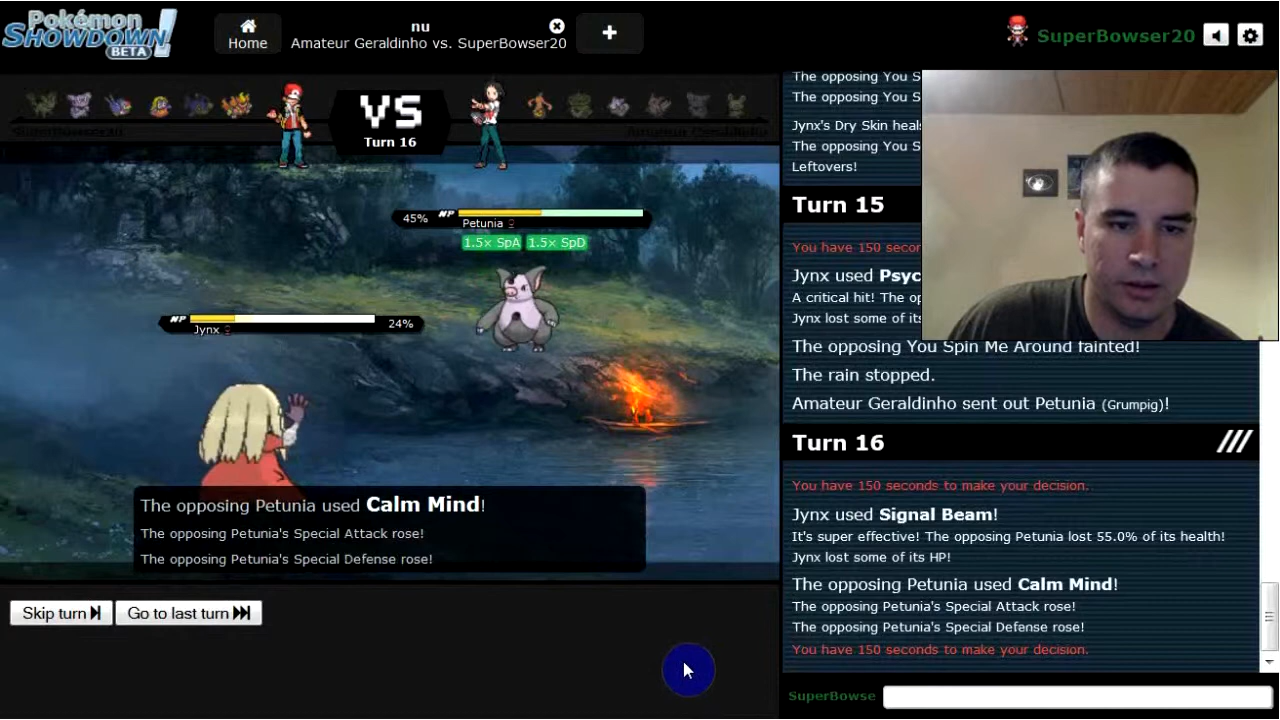 Pokémon
SHOWDOWN!
BETA
Home
nu
Amateur Geraldinho vs. SuperBowser20
SuperBowser20
VS
Turn 16
45%
NP
Petunia ♀
1.5× SpA 1.5× SpD
NP
Jynx ♀
24%
The opposing Petunia used Calm Mind!
The opposing Petunia's Special Attack rose!
The opposing Petunia's Special Defense rose!
Skip turn
Go to last turn
The opposing You S
The opposing You S
Jynx's Dry Skin heal
The opposing You S
Leftovers!
Turn 15
You have 150 secon
Jynx used Psyc
A critical hit! The op
Jynx lost some of its
The opposing You Spin Me Around fainted!
The rain stopped.
Amateur Geraldinho sent out Petunia (Grumpig)!
Turn 16
You have 150 seconds to make your decision.
Jynx used Signal Beam!
It's super effective! The opposing Petunia lost 55.0% of its health!
Jynx lost some of its HP!
The opposing Petunia used Calm Mind!
The opposing Petunia's Special Attack rose!
The opposing Petunia's Special Defense rose!
You have 150 seconds to make your decision.
SuperBowse